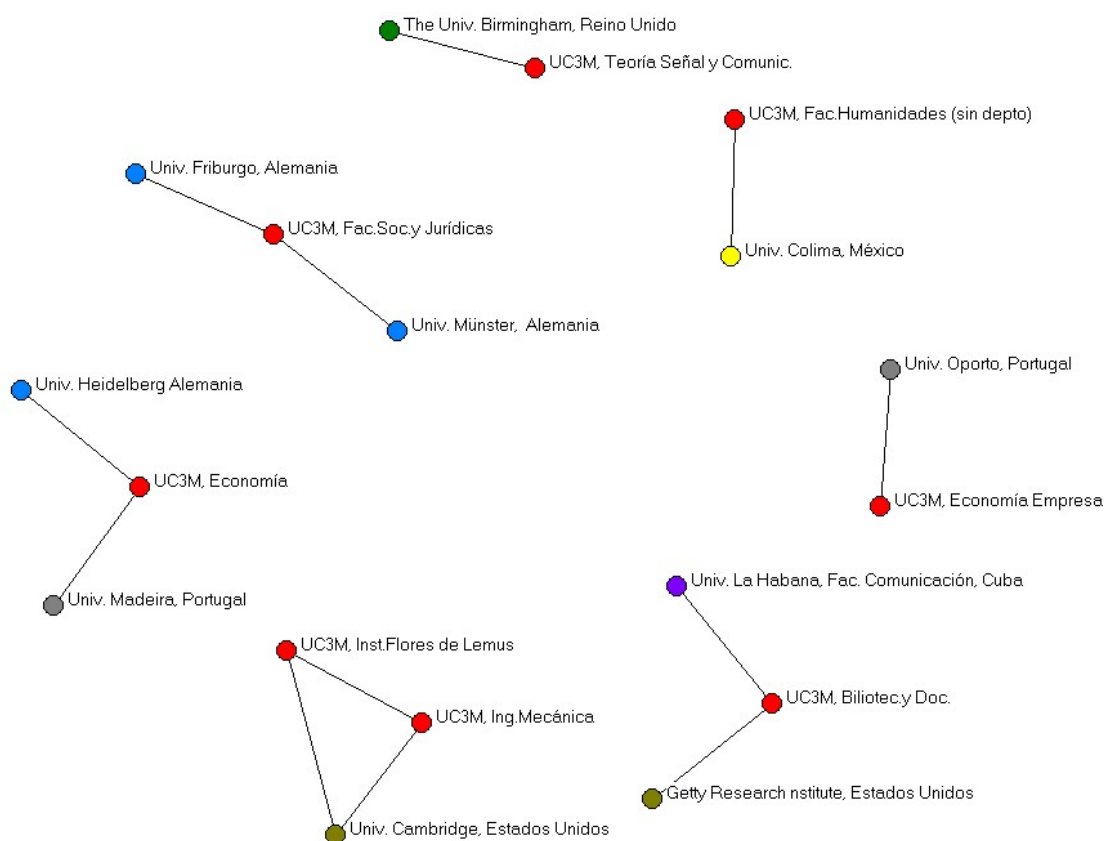 The Univ. Birmingham, Reino Unido
UC3M, Teoría Señal y Comunic.
UC3M, Fac.Humanidades (sin depto)
Univ. Friburgo, Alemania
UC3M, Fac.Soc.y Jurídicas
Univ. Colima, México
Univ. Münster, Alemania
Univ. Oporto, Portugal
Univ. Heidelberg Alemania
UC3M, Economía
UC3M, Economía Empresa
Univ. La Habana, Fac. Comunicación, Cuba
Univ. Madeira, Portugal
UC3M, Inst.Flores de Lemus
UC3M, Biliotec.y Doc.
UC3M, Ing.Mecánica
Getty Research nstitute, Estados Unidos
Univ. Cambridge, Estados Unidos